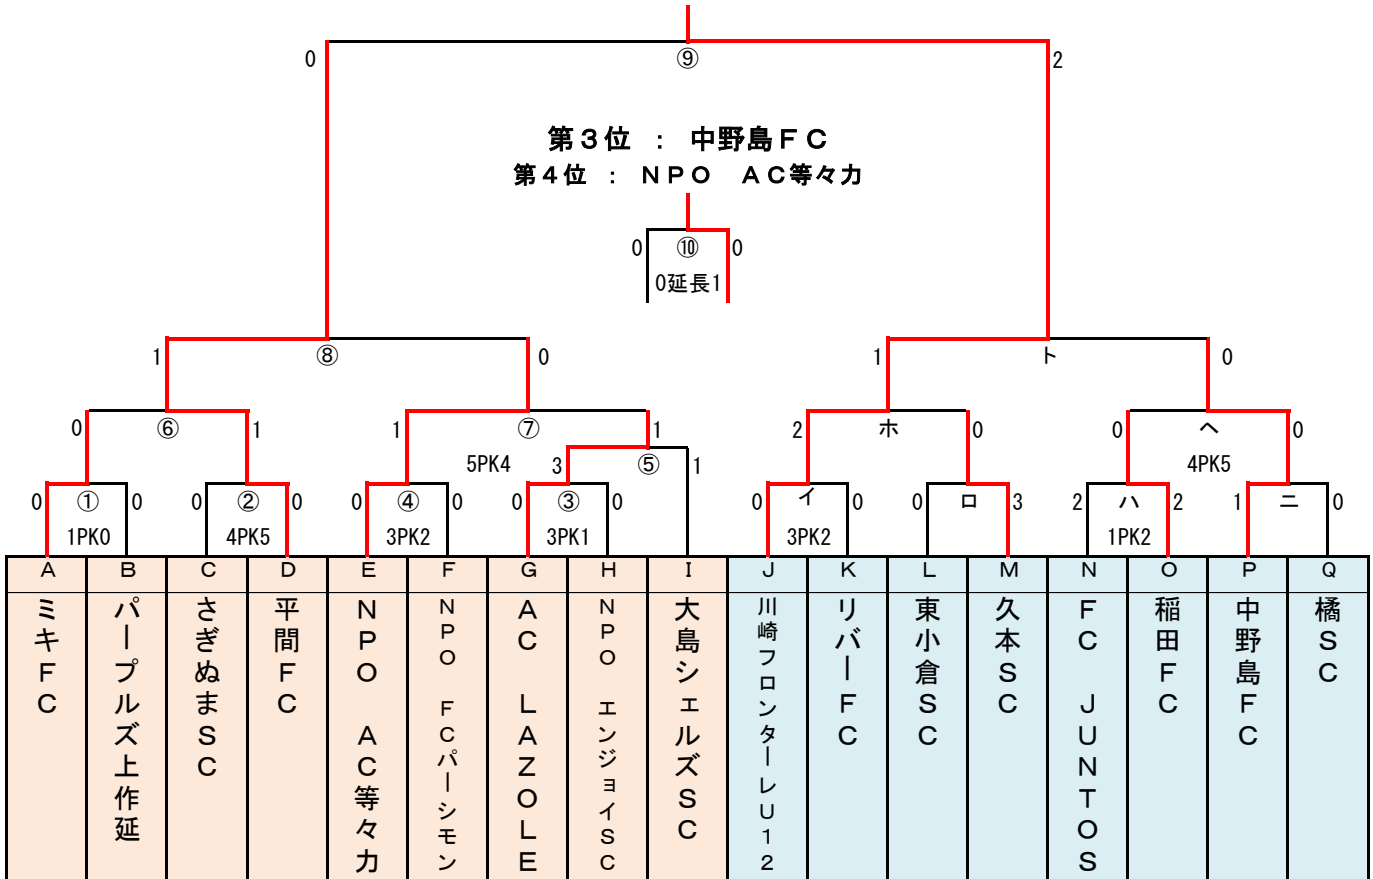 0 ⑨ 2
第３位 ： 中野島ＦＣ
第４位 ： ＮＰＯ ＡＣ等々力
0 ⑩ 0
0延長1
1 ⑧ 0 1 ト 0
0 ⑥ 1 1 ⑦ 1 2 ホ 0 0 ヘ 0
5PK4 3 ⑤ 1 4PK5
0 ① 0 0 ② 0 0 ④ 0 0 ③ 0 0 イ 0 0 ロ 3 2 ハ 2 1 ニ 0
1PK0 4PK5 3PK2 3PK1 3PK2 1PK2
A B C D E F G H I J K L M N O P Q
ミキＦＣ
パープルズ上作延
さぎぬまＳＣ
平間ＦＣ
ＮＰＯ ＡＣ等々力
ＮＰＯ ＦＣパーシモン
ＡＣ ＬＡＺＯＬＥ
ＮＰＯ エンジョイＳＣ
大島シェルズＳＣ
川崎フロンターレＵ１２
リバーＦＣ
東小倉ＳＣ
久本ＳＣ
ＦＣ ＪＵＮＴＯＳ
稲田ＦＣ
中野島ＦＣ
橘ＳＣ